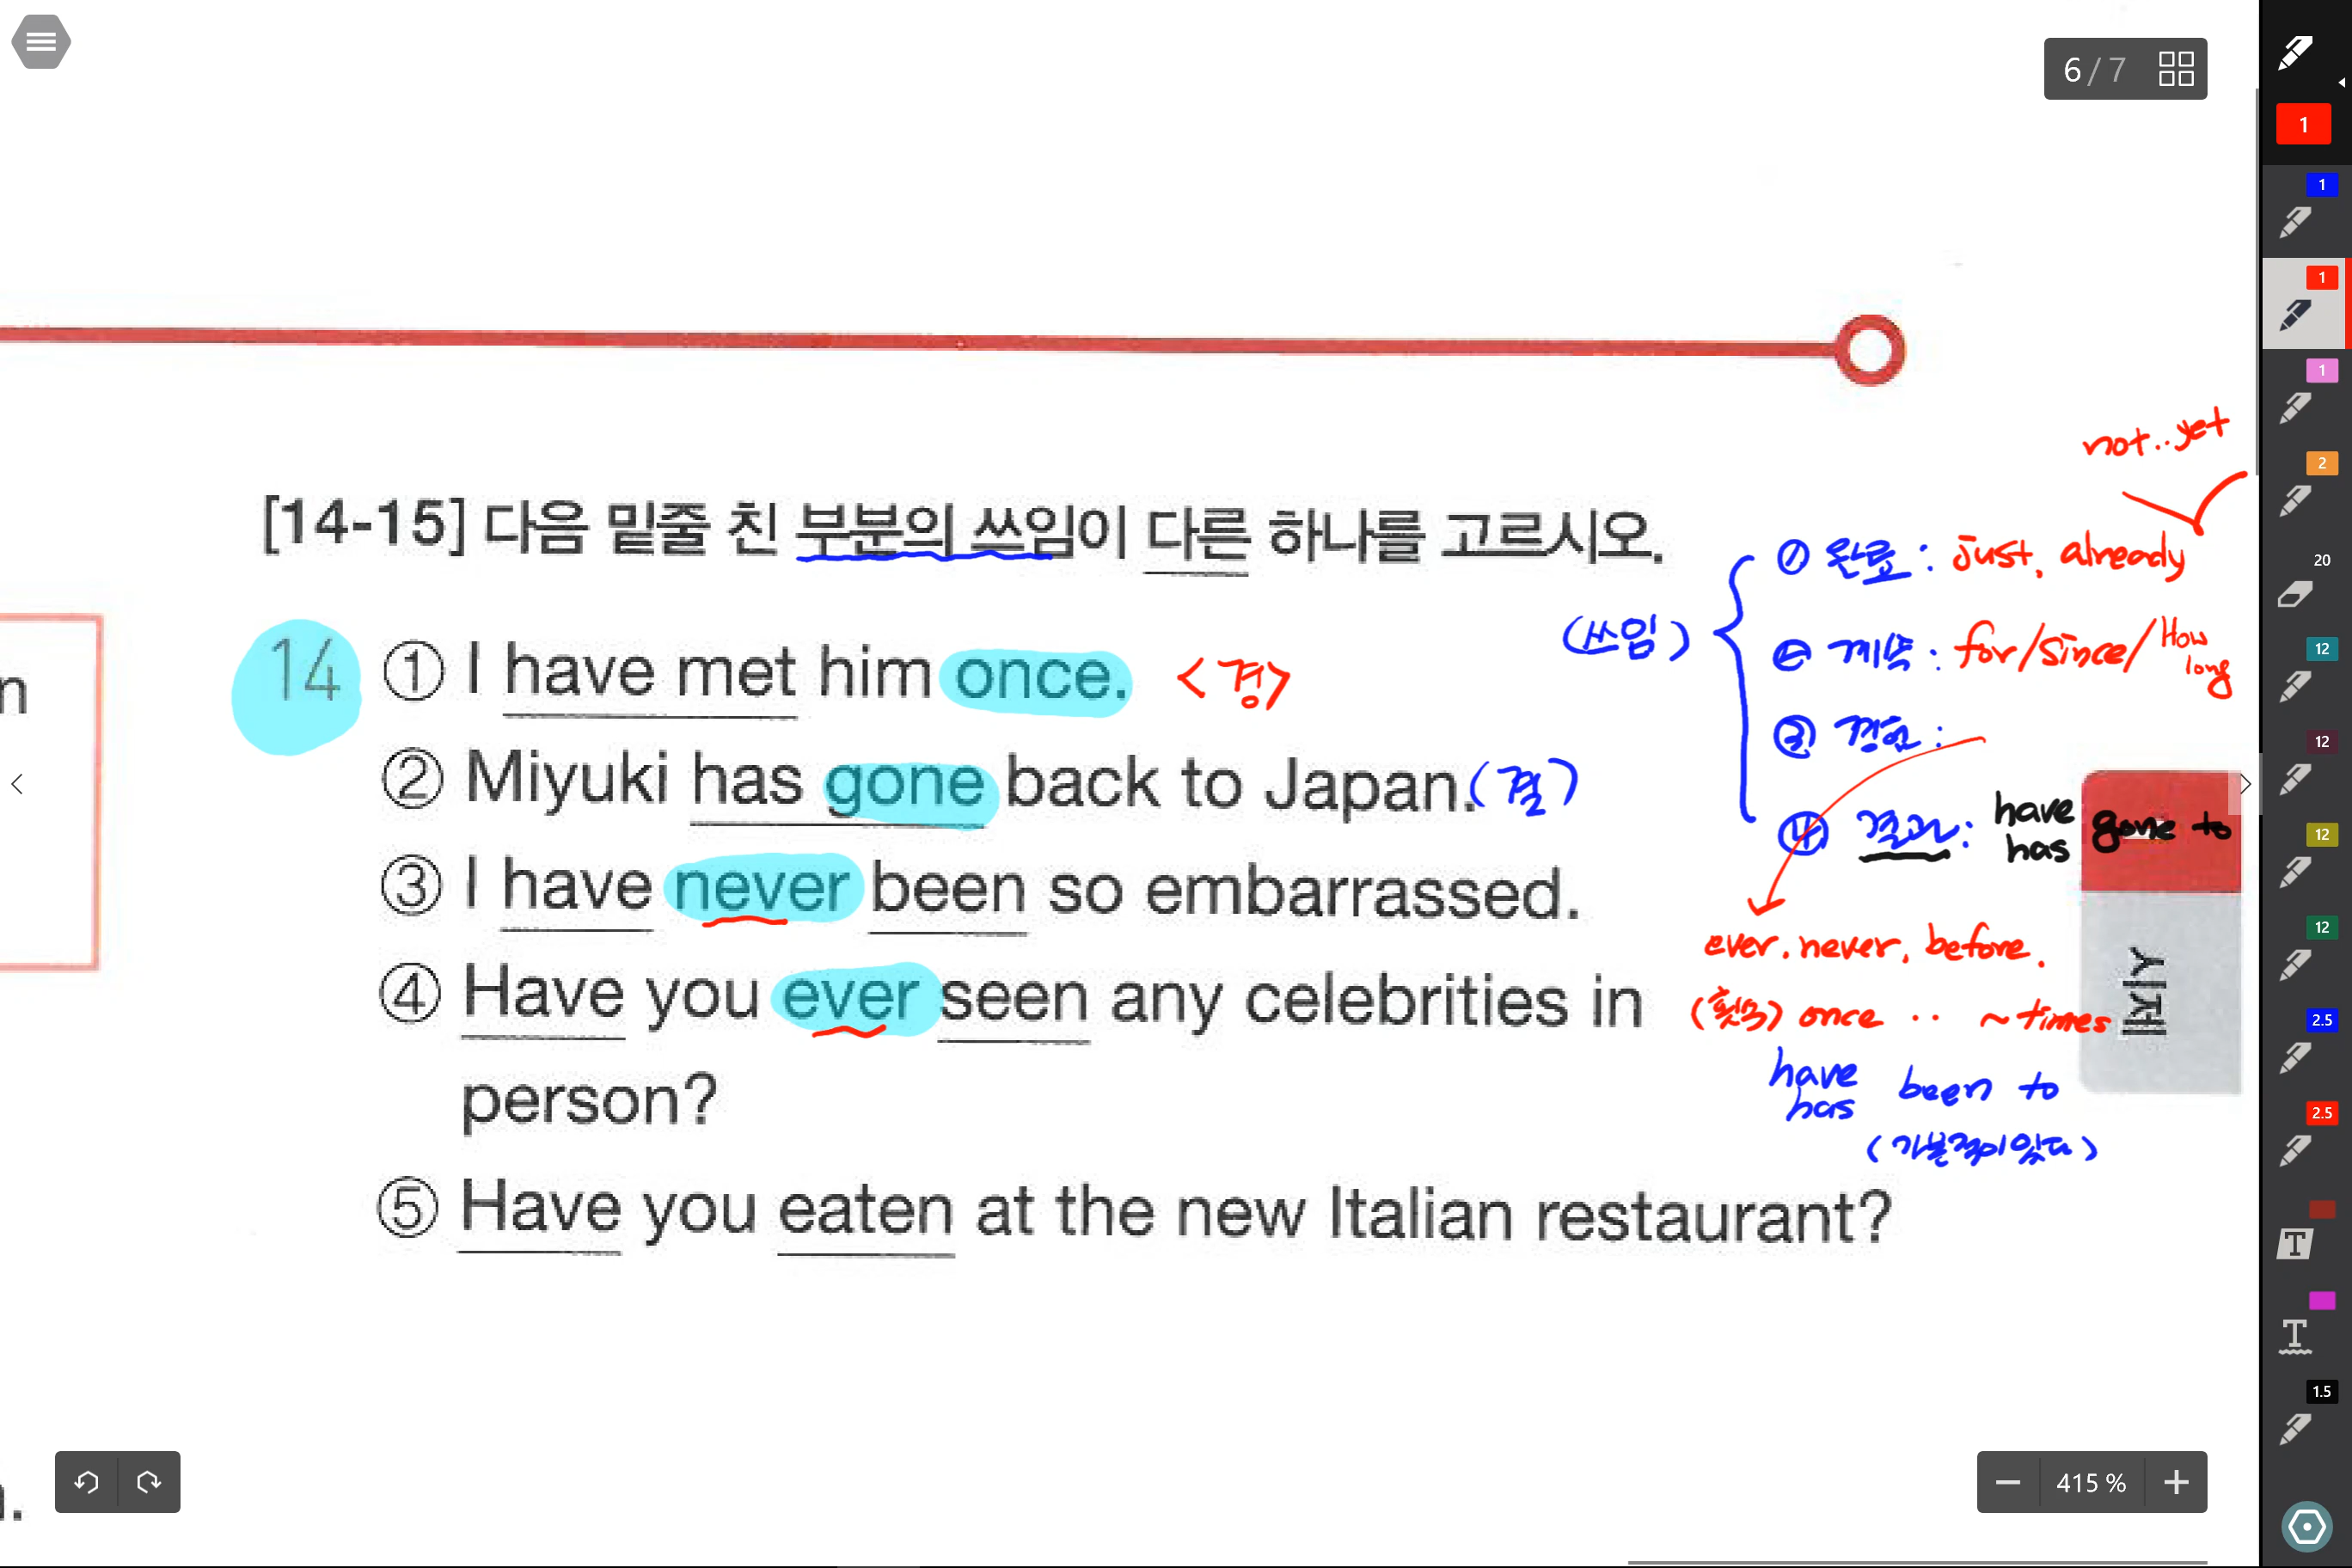 6 / 7
not..yet
[14-15] 다음 밑줄 친 부분의 쓰임이 다른 하나를 고르시오.
(쓰임)
① 완료 : just, already
② 계속 : for/since/How long
③ 경험 :
④ 결과 : have has gone to
ever, never, before.
(횟수) once .. ~times
have has been to
(가본적이 있다)
14 ① I have met him once. <경>
② Miyuki has gone back to Japan. (결)
③ I have never been so embarrassed.
④ Have you ever seen any celebrities in
person?
⑤ Have you eaten at the new Italian restaurant?
n
.
415 %
1
1
1
1
2
20
12
12
12
12
2.5
2.5
T
T
1.5